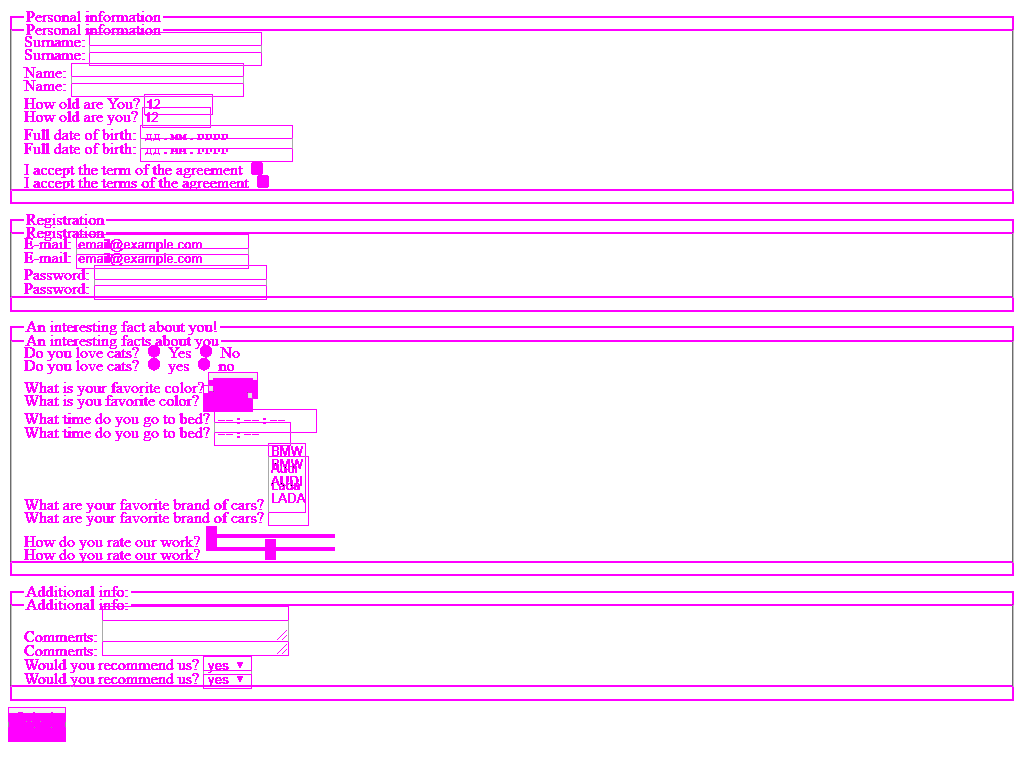 Personal information
Personal information
Surname:
Surname:
Name:
Name:
How old are You? 12
How old are you? 12
Full date of birth:
Full date of birth:
I accept the term of the agreement
I accept the terms of the agreement
Registration
Registration
E-mail: email@example.com
E-mail: email@example.com
Password:
Password:
An interesting fact about you!
An interesting facts about you
Do you love cats? Yes No
Do you love cats? yes no
What is your favorite color?
What is you favorite color?
What time do you go to bed? -- : -- : --
What time do you go to bed? -- : --
BMW
BMW
Audi
AUDI
Lada
LADA
What are your favorite brand of cars?
What are your favorite brand of cars?
How do you rate our work?
How do you rate our work?
Additional info:
Additional info:
Comments:
Comments:
Would you recommend us? yes
Would you recommend us? yes